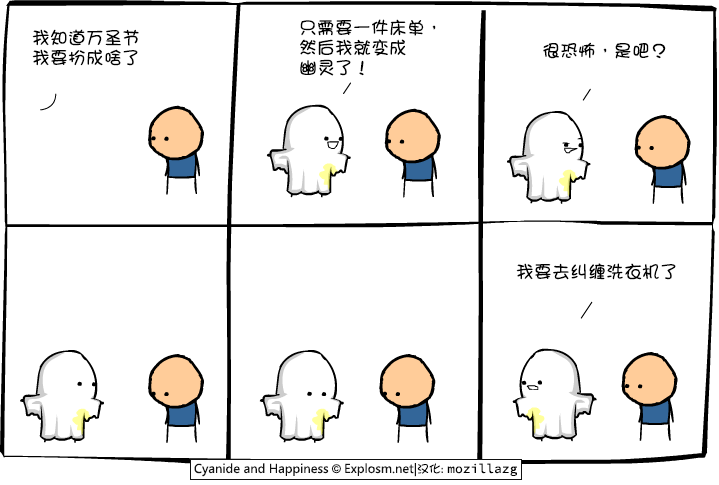 我知道万圣节
我要扮成啥了
只需要一件床单，
然后我就变成
幽灵了！
很恐怖，是吧？
我要去纠缠洗衣机了
Cyanide and Happiness © Explosm.net|汉化: mozillazg